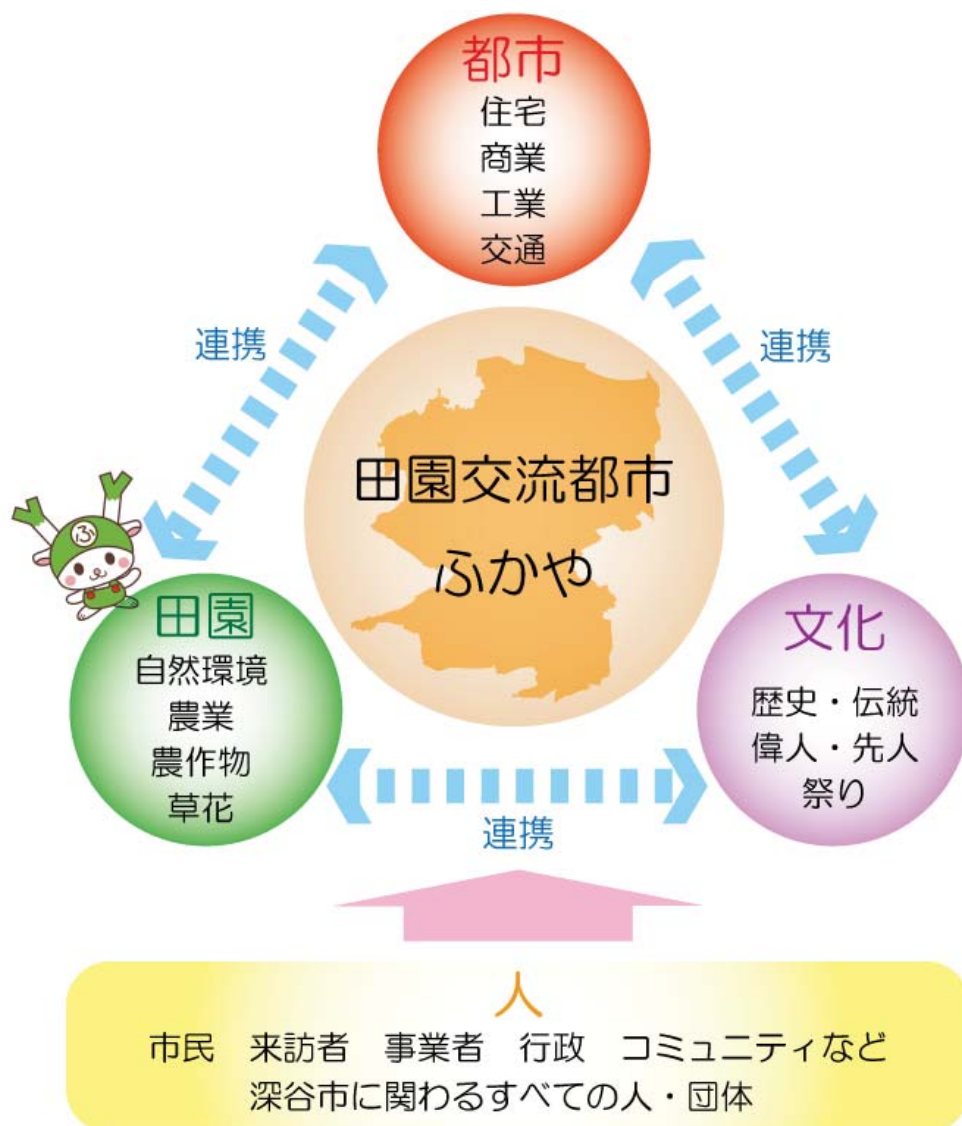 都市
住宅
商業
工業
交通
連携
連携
田園交流都市
ふかや
ふ
田園
自然環境
農業
農作物
草花
文化
歴史・伝統
偉人・先人
祭り
連携
人
市民 来訪者 事業者 行政 コミュニティなど
深谷市に関わるすべての人・団体